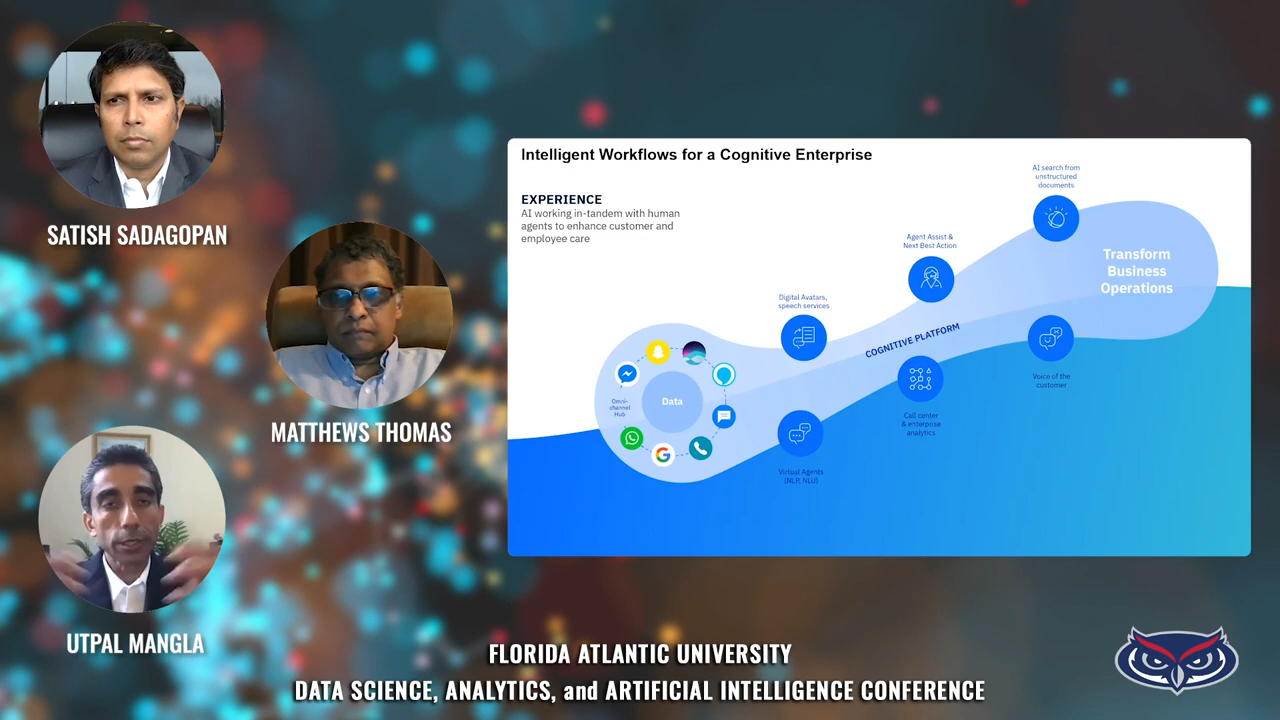 SATISH SADAGOPAN
MATTHEWS THOMAS
UTPAL MANGLA
Intelligent Workflows for a Cognitive Enterprise
EXPERIENCE
AI working in-tandem with human
agents to enhance customer and
employee care
Data
Omni-
channel
Hub
Digital Avatars,
speech services
Virtual Agents
(NLP, NLU)
COGNITIVE PLATFORM
Agent Assist &
Next Best Action
Call center
& enterprise
analytics
AI search from
unstructured
documents
Voice of the
customer
Transform
Business
Operations
FLORIDA ATLANTIC UNIVERSITY
DATA SCIENCE, ANALYTICS, and ARTIFICIAL INTELLIGENCE CONFERENCE